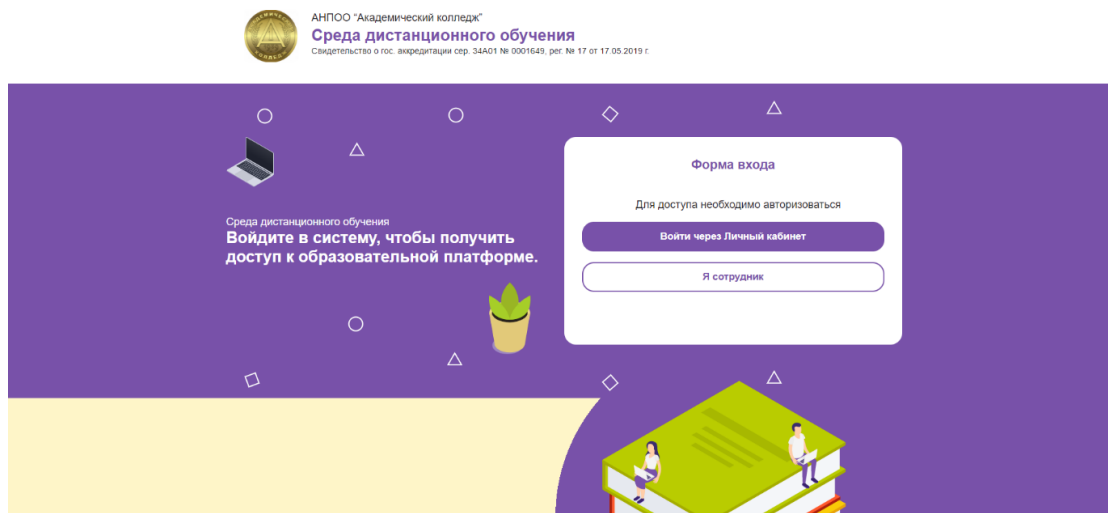 АНПОО "Академический колледж"
Среда дистанционного обучения
Свидетельство о гос. аккредитации сер. 34А01 № 0001649, рег. № 17 от 17.05.2019 г.
Среда дистанционного обучения
Войдите в систему, чтобы получить
доступ к образовательной платформе.
Форма входа
Для доступа необходимо авторизоваться
Войти через Личный кабинет
Я сотрудник